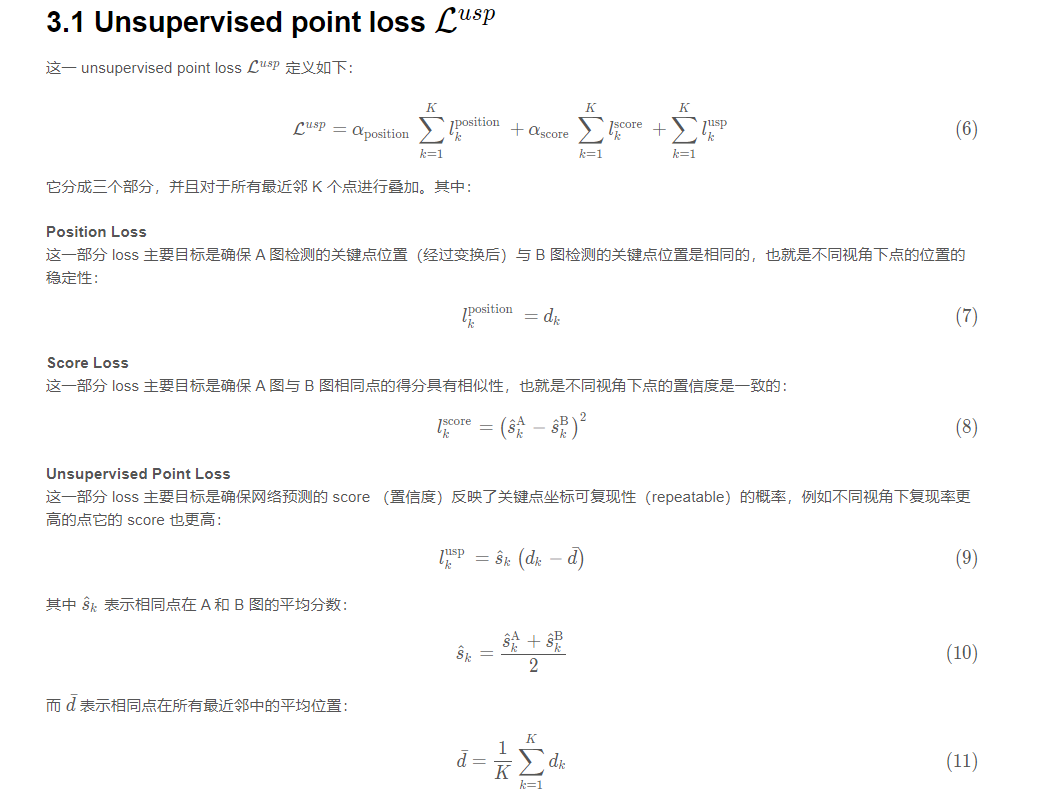 3.1 Unsupervised point loss $\mathcal{L}^{usp}$
这一 unsupervised point loss $\mathcal{L}^{usp}$ 定义如下：
$\mathcal{L}^{usp} = \alpha_{\text{position}} \sum_{k=1}^{K} l_k^{\text{position}} + \alpha_{\text{score}} \sum_{k=1}^{K} l_k^{\text{score}} + \sum_{k=1}^{K} l_k^{\text{usp}}$ (6)
它分成三个部分，并且对于所有最近邻 K 个点进行叠加。其中：
Position Loss
这一部分 loss 主要目标是确保 A 图检测的关键点位置（经过变换后）与 B 图检测的关键点位置是相同的，也就是不同视角下点的位置的
稳定性：
$l_k^{\text{position}} = d_k$ (7)
Score Loss
这一部分 loss 主要目标是确保 A 图与 B 图相同点的得分具有相似性，也就是不同视角下点的置信度是一致的：
$l_k^{\text{score}} = \left(\hat{s}_k^{\text{A}} - \hat{s}_k^{\text{B}}\right)^2$ (8)
Unsupervised Point Loss
这一部分 loss 主要目标是确保网络预测的 score （置信度）反映了关键点坐标可复现性（repeatable）的概率，例如不同视角下复现率更
高的点它的 score 也更高：
$l_k^{\text{usp}} = \hat{s}_k \left(d_k - \bar{d}\right)$ (9)
其中 $\hat{s}_k$ 表示相同点在 A 和 B 图的平均分数：
$\hat{s}_k = \frac{\hat{s}_k^{\text{A}} + \hat{s}_k^{\text{B}}}{2}$ (10)
而 $\bar{d}$ 表示相同点在所有最近邻中的平均位置：
$\bar{d} = \frac{1}{K} \sum_{k=1}^{K} d_k$ (11)